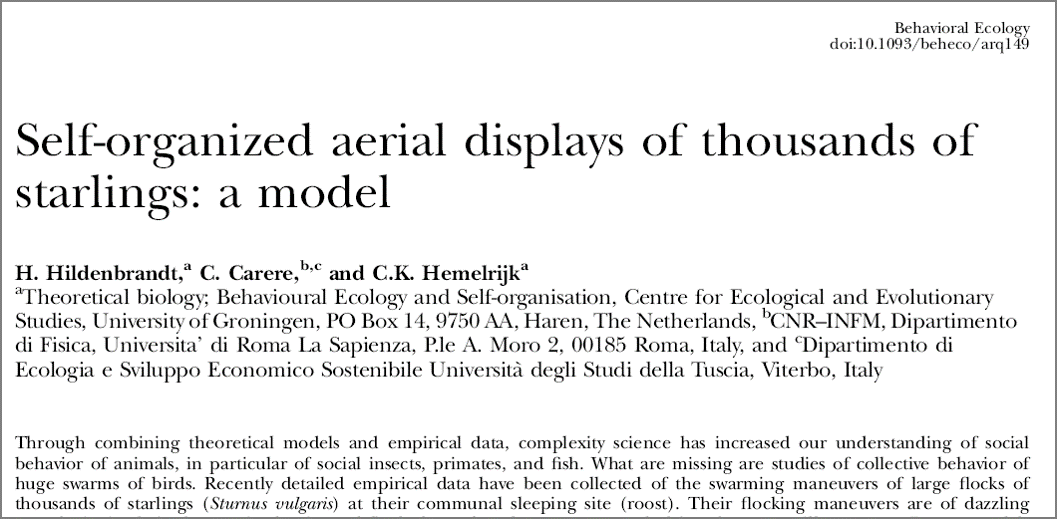 Behavioral Ecology
doi:10.1093/beheco/arq149
Self-organized aerial displays of thousands of
starlings: a model
H. Hildenbrandt,a C. Carere,b,c and C.K. Hemelrijka
aTheoretical biology; Behavioural Ecology and Self-organisation, Centre for Ecological and Evolutionary
Studies, University of Groningen, PO Box 14, 9750 AA, Haren, The Netherlands, bCNR–INFM, Dipartimento
di Fisica, Universita' di Roma La Sapienza, P.le A. Moro 2, 00185 Roma, Italy, and cDipartimento di
Ecologia e Sviluppo Economico Sostenibile Università degli Studi della Tuscia, Viterbo, Italy
Through combining theoretical models and empirical data, complexity science has increased our understanding of social
behavior of animals, in particular of social insects, primates, and fish. What are missing are studies of collective behavior of
huge swarms of birds. Recently detailed empirical data have been collected of the swarming maneuvers of large flocks of
thousands of starlings (Sturnus vulgaris) at their communal sleeping site (roost). Their flocking maneuvers are of dazzling